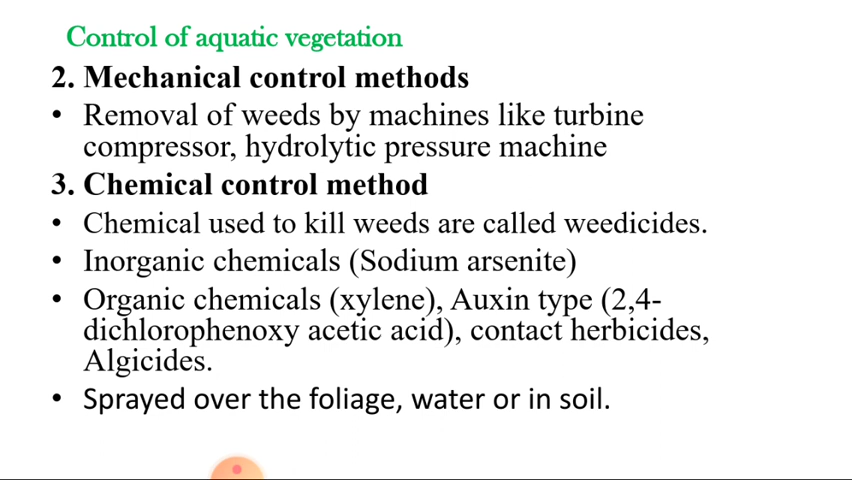 Control of aquatic vegetation
2. Mechanical control methods
• Removal of weeds by machines like turbine
compressor, hydrolytic pressure machine
3. Chemical control method
• Chemical used to kill weeds are called weedicides.
• Inorganic chemicals (Sodium arsenite)
• Organic chemicals (xylene), Auxin type (2,4-
dichlorophenoxy acetic acid), contact herbicides,
Algicides.
• Sprayed over the foliage, water or in soil.